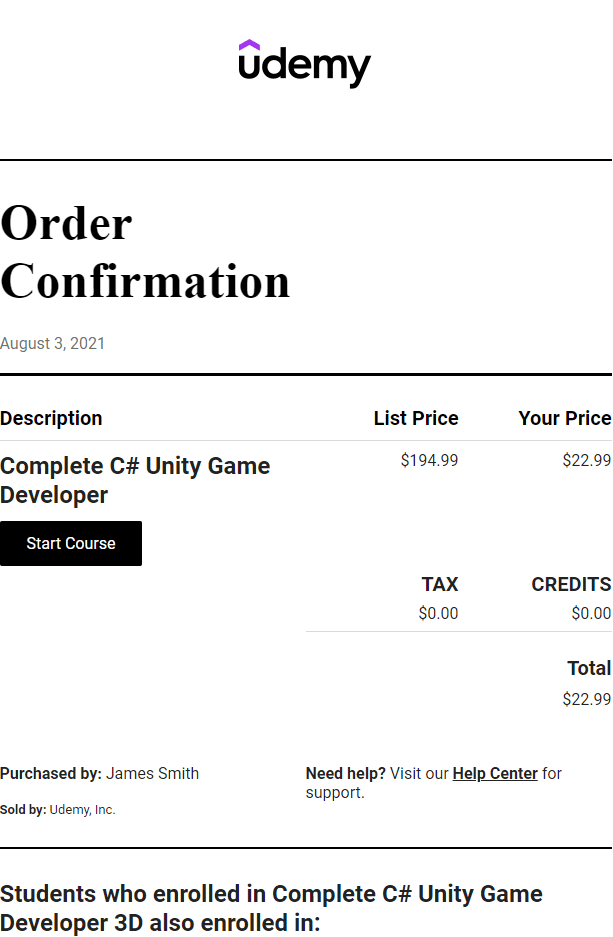 udemy
Order
Confirmation
August 3, 2021
Description List Price Your Price
Complete C# Unity Game $194.99 $22.99
Developer
Start Course
TAX CREDITS
$0.00 $0.00
Total
$22.99
Purchased by: James Smith
Sold by: Udemy, Inc.
Need help? Visit our Help Center for
support.
Students who enrolled in Complete C# Unity Game
Developer 3D also enrolled in: